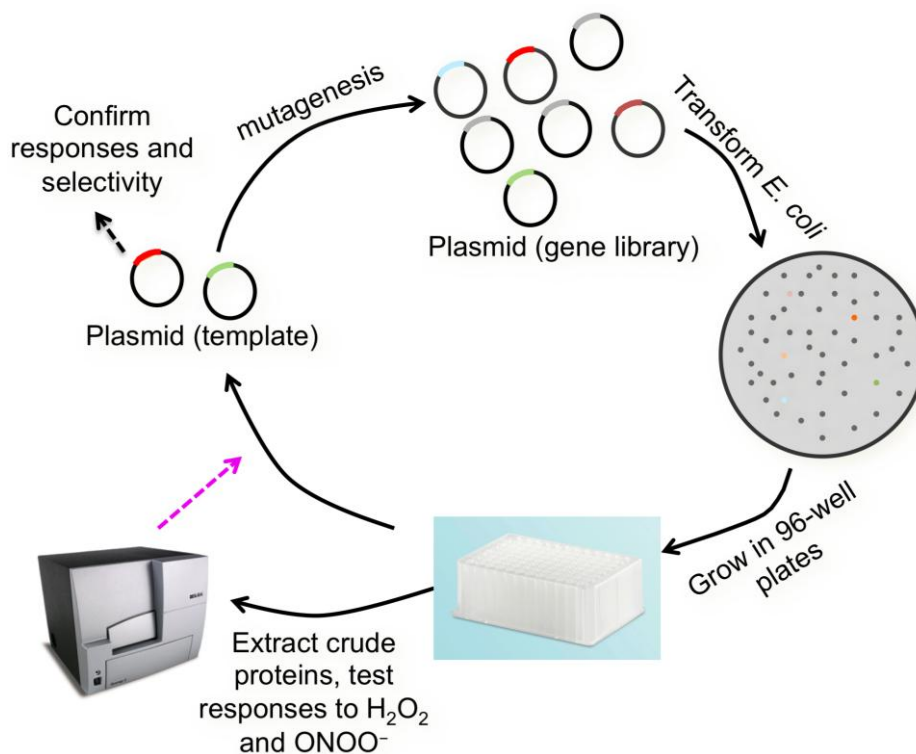 mutagenesis
Transform E. coli
Plasmid (gene library)
Confirm
responses and
selectivity
Plasmid (template)
Grow in 96-well
plates
Extract crude
proteins, test
responses to H₂O₂
and ONOO⁻